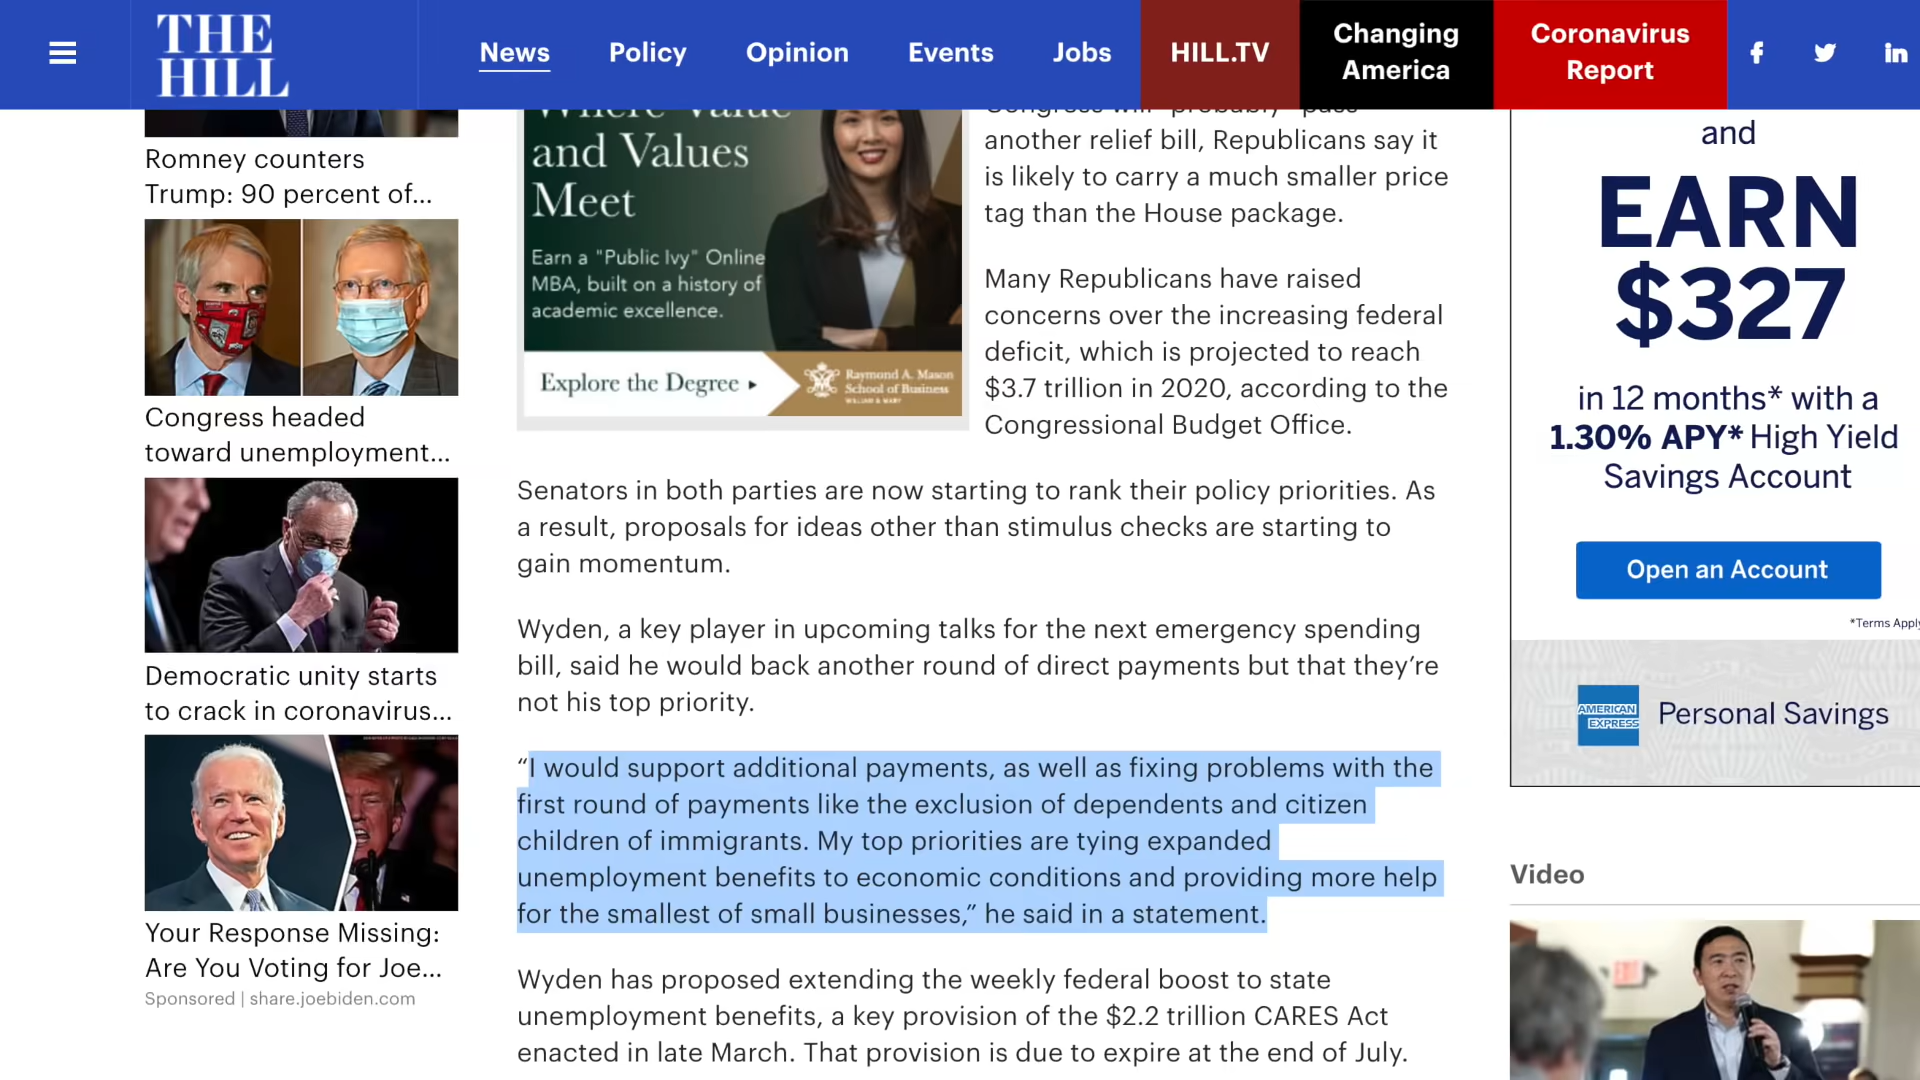 THE
HILL
News
Policy
Opinion
Events
Jobs
HILL.TV
Changing
America
Coronavirus
Report
Romney counters
Trump: 90 percent of...
Congress headed
toward unemployment...
Democratic unity starts
to crack in coronavirus...
Your Response Missing:
Are You Voting for Joe...
Sponsored | share.joebiden.com
Where Value
and Values
Meet
Earn a "Public Ivy" Online
MBA, built on a history of
academic excellence.
Explore the Degree ▸
Raymond A. Mason
School of Business
WILLIAM & MARY
Congress will "probably" pass
another relief bill, Republicans say it
is likely to carry a much smaller price
tag than the House package.
Many Republicans have raised
concerns over the increasing federal
deficit, which is projected to reach
$3.7 trillion in 2020, according to the
Congressional Budget Office.
Senators in both parties are now starting to rank their policy priorities. As
a result, proposals for ideas other than stimulus checks are starting to
gain momentum.
Wyden, a key player in upcoming talks for the next emergency spending
bill, said he would back another round of direct payments but that they’re
not his top priority.
“I would support additional payments, as well as fixing problems with the
first round of payments like the exclusion of dependents and citizen
children of immigrants. My top priorities are tying expanded
unemployment benefits to economic conditions and providing more help
for the smallest of small businesses,” he said in a statement.
Wyden has proposed extending the weekly federal boost to state
unemployment benefits, a key provision of the $2.2 trillion CARES Act
enacted in late March. That provision is due to expire at the end of July.
and
EARN
$327
in 12 months* with a
1.30% APY* High Yield
Savings Account
Open an Account
*Terms Apply
AMERICAN
EXPRESS
Personal Savings
Video
EXIT